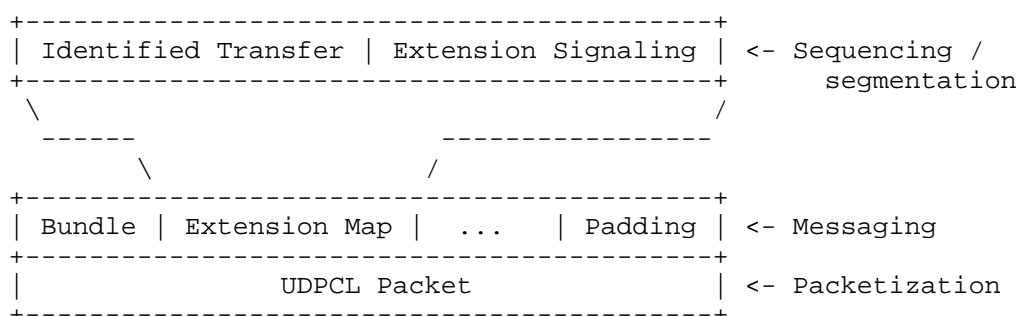 +-----------------------------------------+
| Identified Transfer | Extension Signaling | <- Sequencing /
+-----------------------------------------+ segmentation
\ /
------ ----------------
\ /
+-----------------------------------------+
| Bundle | Extension Map | ... | Padding | <- Messaging
+-----------------------------------------+
| UDPCL Packet | <- Packetization
+-----------------------------------------+